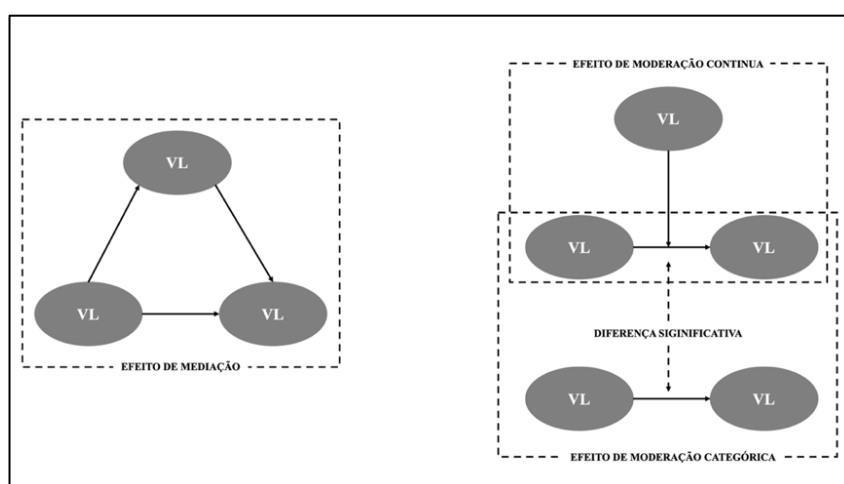 VL
VL
VL
EFEITO DE MEDIAÇÃO
EFEITO DE MODERAÇÃO CONTINUA
VL
VL
VL
DIFERENÇA SIGINIFICATIVA
VL
VL
EFEITO DE MODERAÇÃO CATEGÓRICA